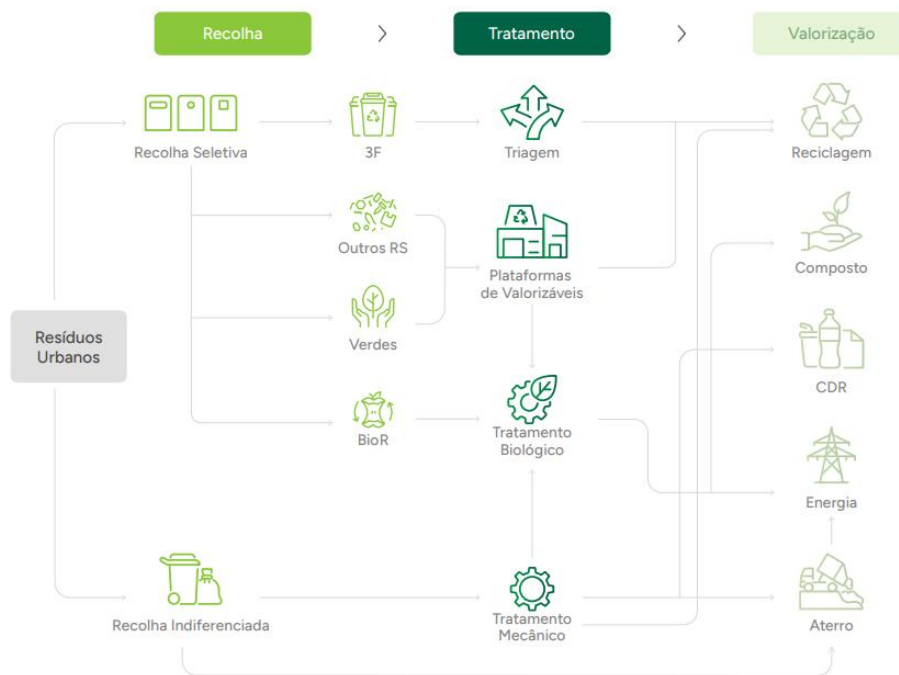 Recolha
Tratamento
Valorização
Recolha Seletiva
3F
Triagem
Reciclagem
Outros RS
Plataformas
de Valorizáveis
Composto
Verdes
Resíduos
Urbanos
CDR
BioR
Tratamento
Biológico
Energia
Recolha Indiferenciada
Tratamento
Mecânico
Aterro